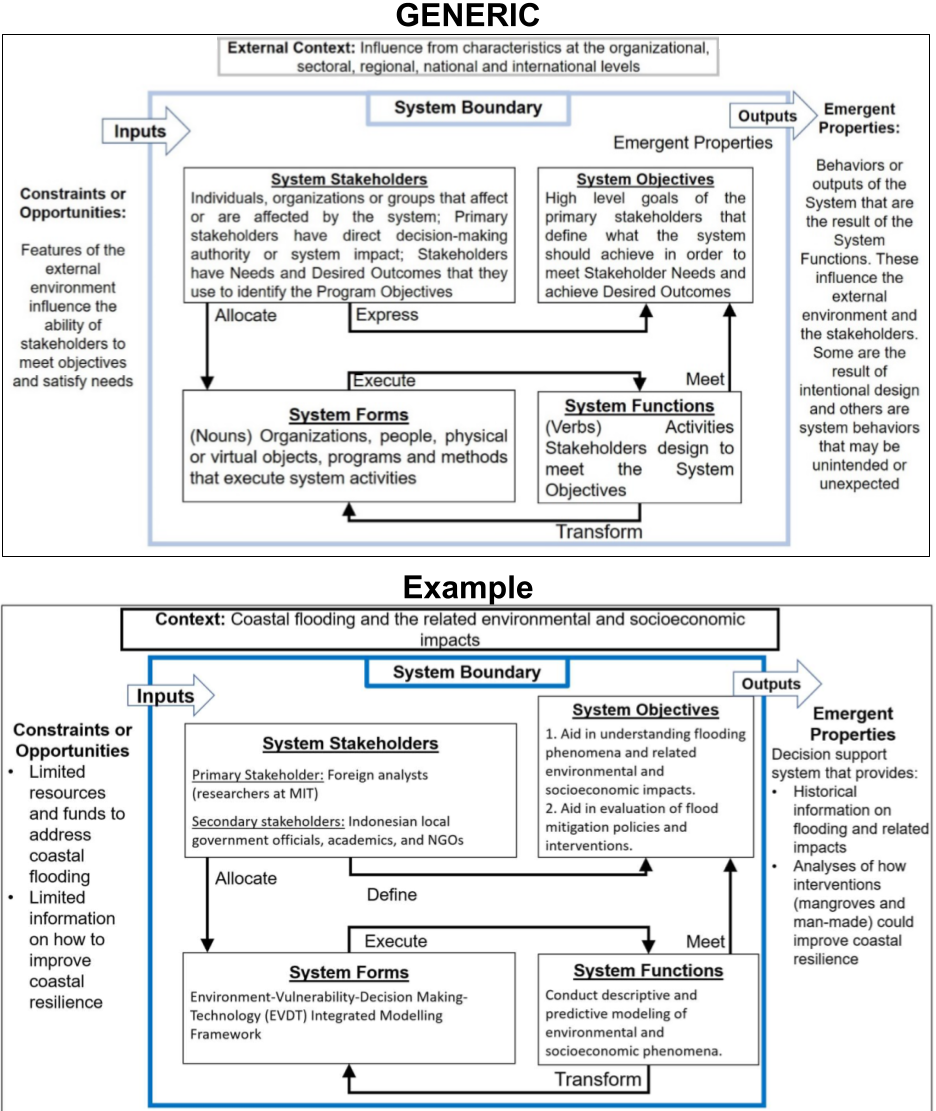 GENERIC
External Context: Influence from characteristics at the organizational,
sectoral, regional, national and international levels
System Boundary
Inputs
Outputs
Emergent Properties
Constraints or
Opportunities:
Features of the
external
environment
influence the
ability of
stakeholders to
meet objectives
and satisfy needs
System Stakeholders
Individuals, organizations or groups that affect
or are affected by the system; Primary
stakeholders have direct decision-making
authority or system impact; Stakeholders
have Needs and Desired Outcomes that they
use to identify the Program Objectives
System Objectives
High level goals of the
primary stakeholders that
define what the system
should achieve in order to
meet Stakeholder Needs and
achieve Desired Outcomes
Allocate
Express
Execute
Meet
System Forms
(Nouns) Organizations, people, physical
or virtual objects, programs and methods
that execute system activities
System Functions
(Verbs) Activities
Stakeholders design to
meet the System
Objectives
Transform
Emergent
Properties:
Behaviors or
outputs of the
System that are
the result of the
System
Functions. These
influence the
external
environment and
the stakeholders.
Some are the
result of
intentional design
and others are
system behaviors
that may be
unintended or
unexpected
Example
Context: Coastal flooding and the related environmental and socioeconomic
impacts
System Boundary
Inputs
Outputs
Constraints or
Opportunities
• Limited
resources
and funds to
address
coastal
flooding
• Limited
information
on how to
improve
coastal
resilience
System Stakeholders
Primary Stakeholder: Foreign analysts
(researchers at MIT)
Secondary stakeholders: Indonesian local
government officials, academics, and NGOs
System Objectives
1. Aid in understanding flooding
phenomena and related
environmental and
socioeconomic impacts.
2. Aid in evaluation of flood
mitigation policies and
interventions.
Allocate
Define
Execute
Meet
System Forms
Environment-Vulnerability-Decision Making-
Technology (EVDT) Integrated Modelling
Framework
System Functions
Conduct descriptive and
predictive modeling of
environmental and
socioeconomic phenomena.
Transform
Emergent
Properties
Decision support
system that provides:
• Historical
information on
flooding and related
impacts
• Analyses of how
interventions
(mangroves and
man-made) could
improve coastal
resilience